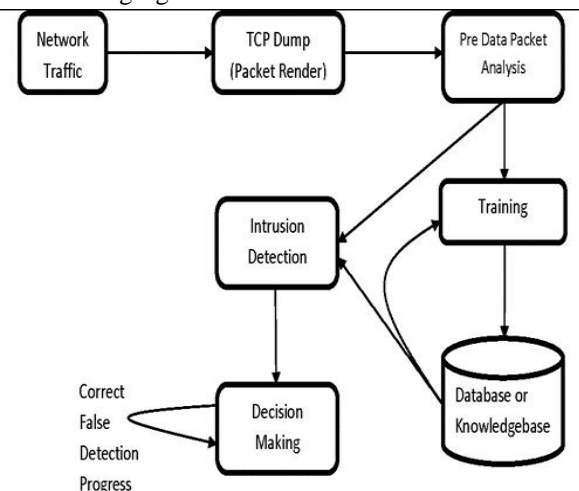 Network
Traffic
TCP Dump
(Packet Render)
Pre Data Packet
Analysis
Training
Intrusion
Detection
Database or
Knowledgebase
Decision
Making
Correct
False
Detection
Progress